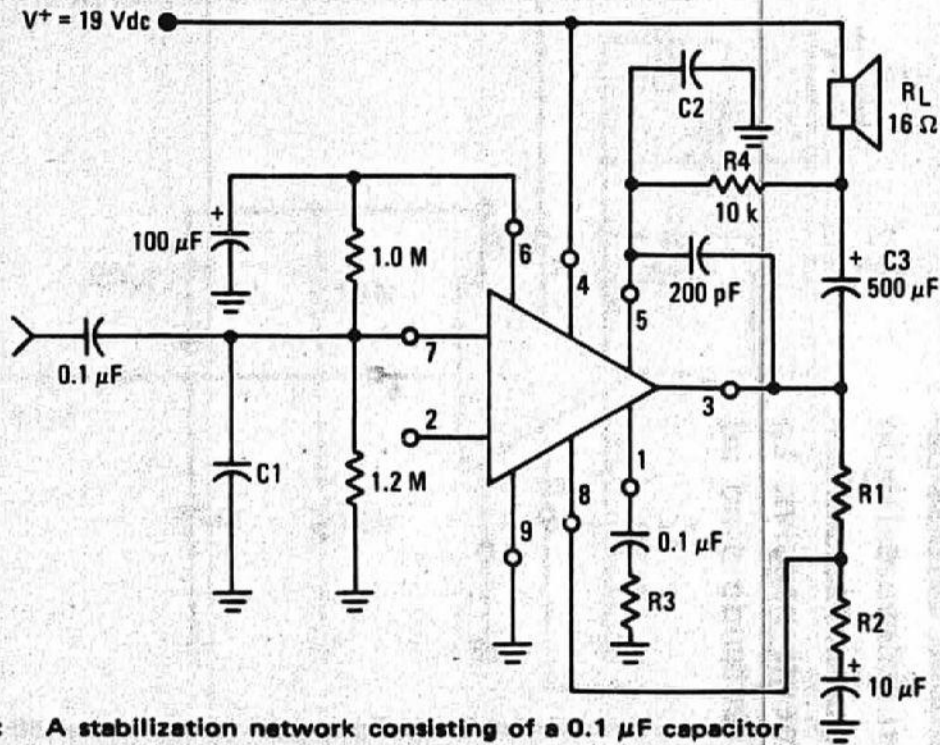 V+ = 19 Vdc
C2
RL
16 Ω
R4
10 k
100 µF
+
1.0 M
6
4
200 pF
5
+
C3
500 µF
0.1 µF
7
3
2
C1
1.2 M
9
8
1
0.1 µF
R3
R1
R2
+
10 µF
: A stabilization network consisting of a 0.1 µF capacitor